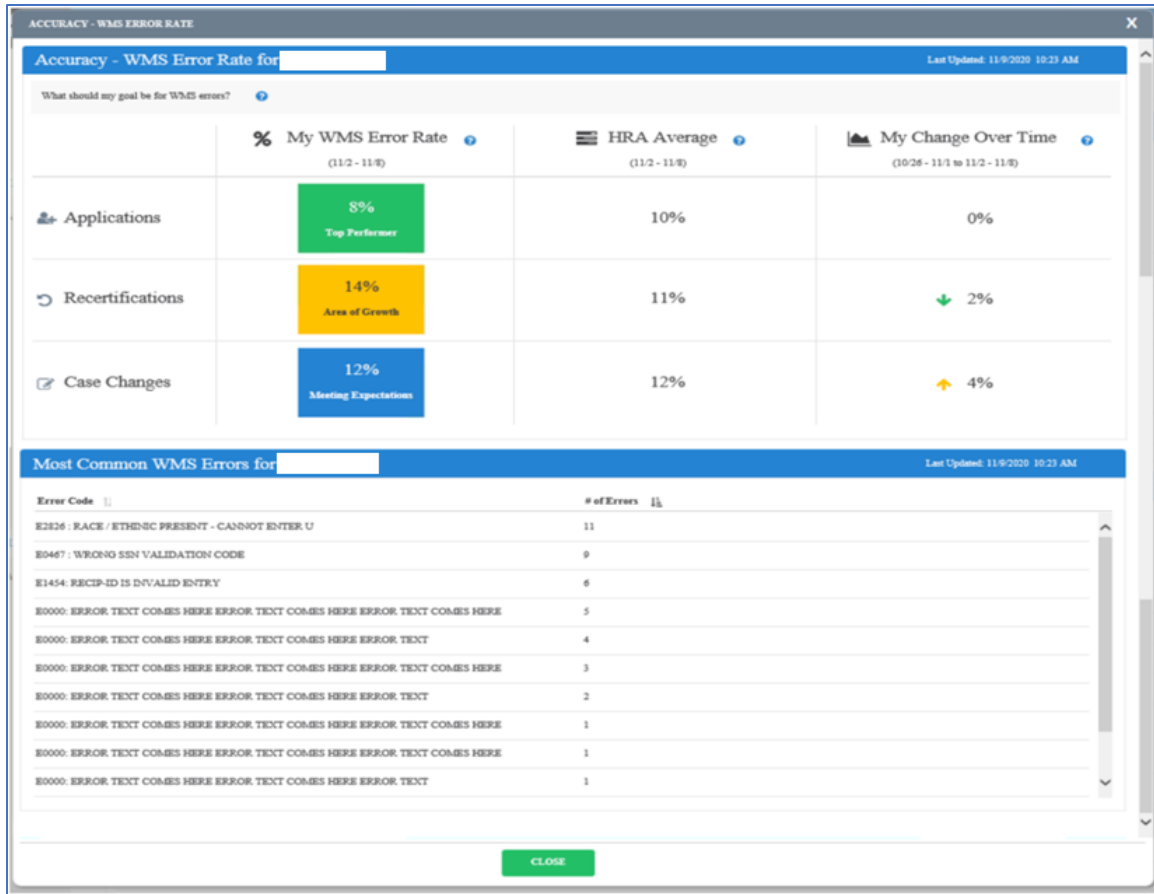 ACCURACY - WMS ERROR RATE X
Accuracy - WMS Error Rate for Last Updated: 11/9/2020 10:23 AM
What should my goal be for WMS errors? ?
% My WMS Error Rate ? HRA Average ? My Change Over Time ?
(11/2 - 11/8) (11/2 - 11/8) (10/26 - 11/1 to 11/2 - 11/8)
Applications 8% 10% 0%
Top Performer
Recertifications 14% 11% 2%
Area of Growth
Case Changes 12% 12% 4%
Meeting Expectations
Most Common WMS Errors for Last Updated: 11/9/2020 10:23 AM
Error Code # of Errors
E2826 : RACE / ETHINIC PRESENT - CANNOT ENTER U 11
E0467 : WRONG SSN VALIDATION CODE 9
E1454: RECIP-ID IS INVALID ENTRY 6
E0000: ERROR TEXT COMES HERE ERROR TEXT COMES HERE ERROR TEXT COMES HERE 5
E0000: ERROR TEXT COMES HERE ERROR TEXT COMES HERE ERROR TEXT 4
E0000: ERROR TEXT COMES HERE ERROR TEXT COMES HERE ERROR TEXT COMES HERE 3
E0000: ERROR TEXT COMES HERE ERROR TEXT COMES HERE ERROR TEXT 2
E0000: ERROR TEXT COMES HERE ERROR TEXT COMES HERE ERROR TEXT COMES HERE 1
E0000: ERROR TEXT COMES HERE ERROR TEXT COMES HERE ERROR TEXT COMES HERE 1
E0000: ERROR TEXT COMES HERE ERROR TEXT COMES HERE ERROR TEXT 1
CLOSE